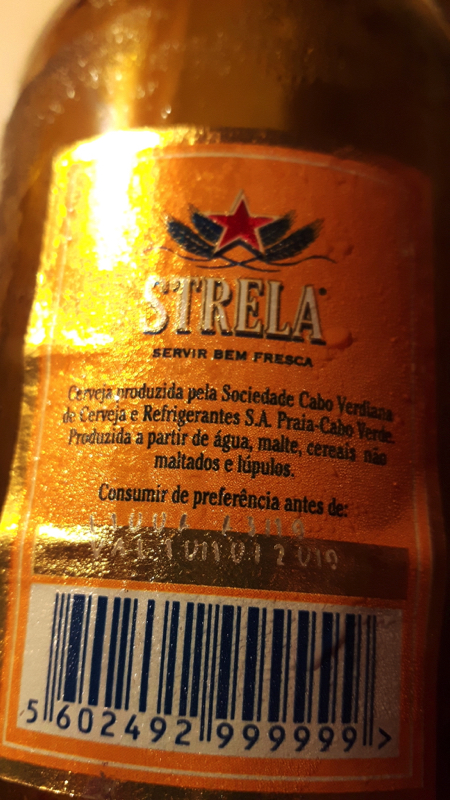 STRELA
SERVIR BEM FRESCA
Cerveja produzida pela Sociedade Cabo Verdiana
de Cerveja e Refrigerantes S.A. Praia-Cabo Verde.
Produzida a partir de água, malte, cereais não
maltados e lúpulos.
Consumir de preferência antes de:
5 602492 999999 >